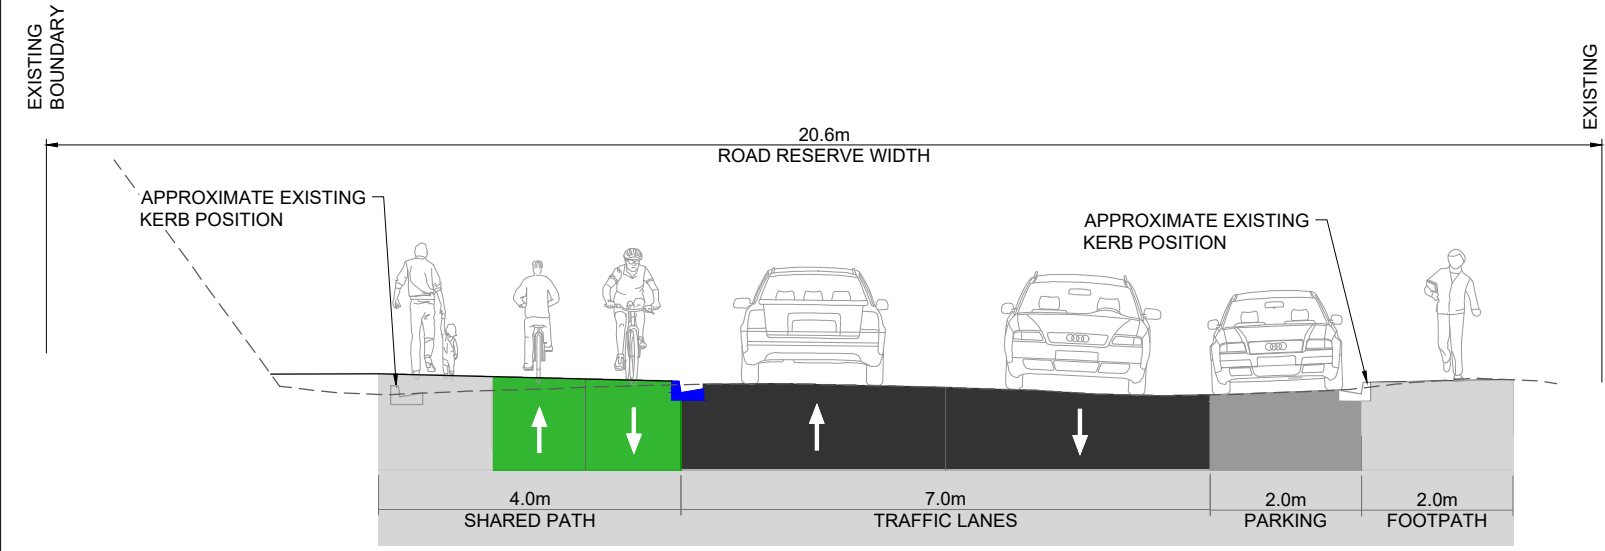 EXISTING
BOUNDARY
EXISTING
20.6m
ROAD RESERVE WIDTH
APPROXIMATE EXISTING
KERB POSITION
APPROXIMATE EXISTING
KERB POSITION
4.0m
SHARED PATH
7.0m
TRAFFIC LANES
2.0m
PARKING
2.0m
FOOTPATH